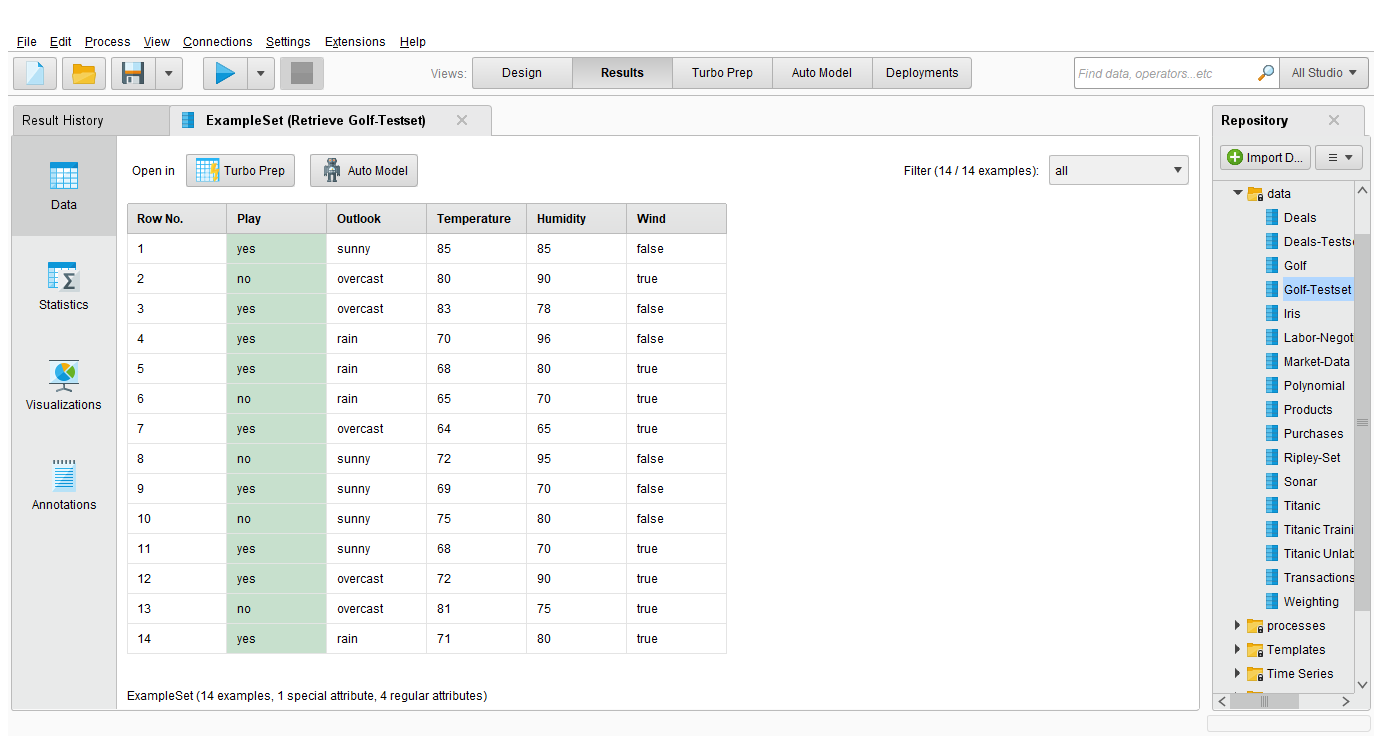 File Edit Process View Connections Settings Extensions Help
Views: Design Results Turbo Prep Auto Model Deployments Find data, operators...etc All Studio
Result History ExampleSet (Retrieve Golf-Testset)
Data
Statistics
Visualizations
Annotations
Open in Turbo Prep Auto Model Filter (14 / 14 examples): all
Row No. Play Outlook Temperature Humidity Wind
1 yes sunny 85 85 false
2 no overcast 80 90 true
3 yes overcast 83 78 false
4 yes rain 70 96 false
5 yes rain 68 80 true
6 no rain 65 70 true
7 yes overcast 64 65 true
8 no sunny 72 95 false
9 yes sunny 69 70 false
10 no sunny 75 80 false
11 yes sunny 68 70 true
12 yes overcast 72 90 true
13 no overcast 81 75 true
14 yes rain 71 80 true
ExampleSet (14 examples, 1 special attribute, 4 regular attributes)
Repository
Import D...
data
Deals
Deals-Tests
Golf
Golf-Testset
Iris
Labor-Negot
Market-Data
Polynomial
Products
Purchases
Ripley-Set
Sonar
Titanic
Titanic Traini
Titanic Unlab
Transactions
Weighting
processes
Templates
Time Series